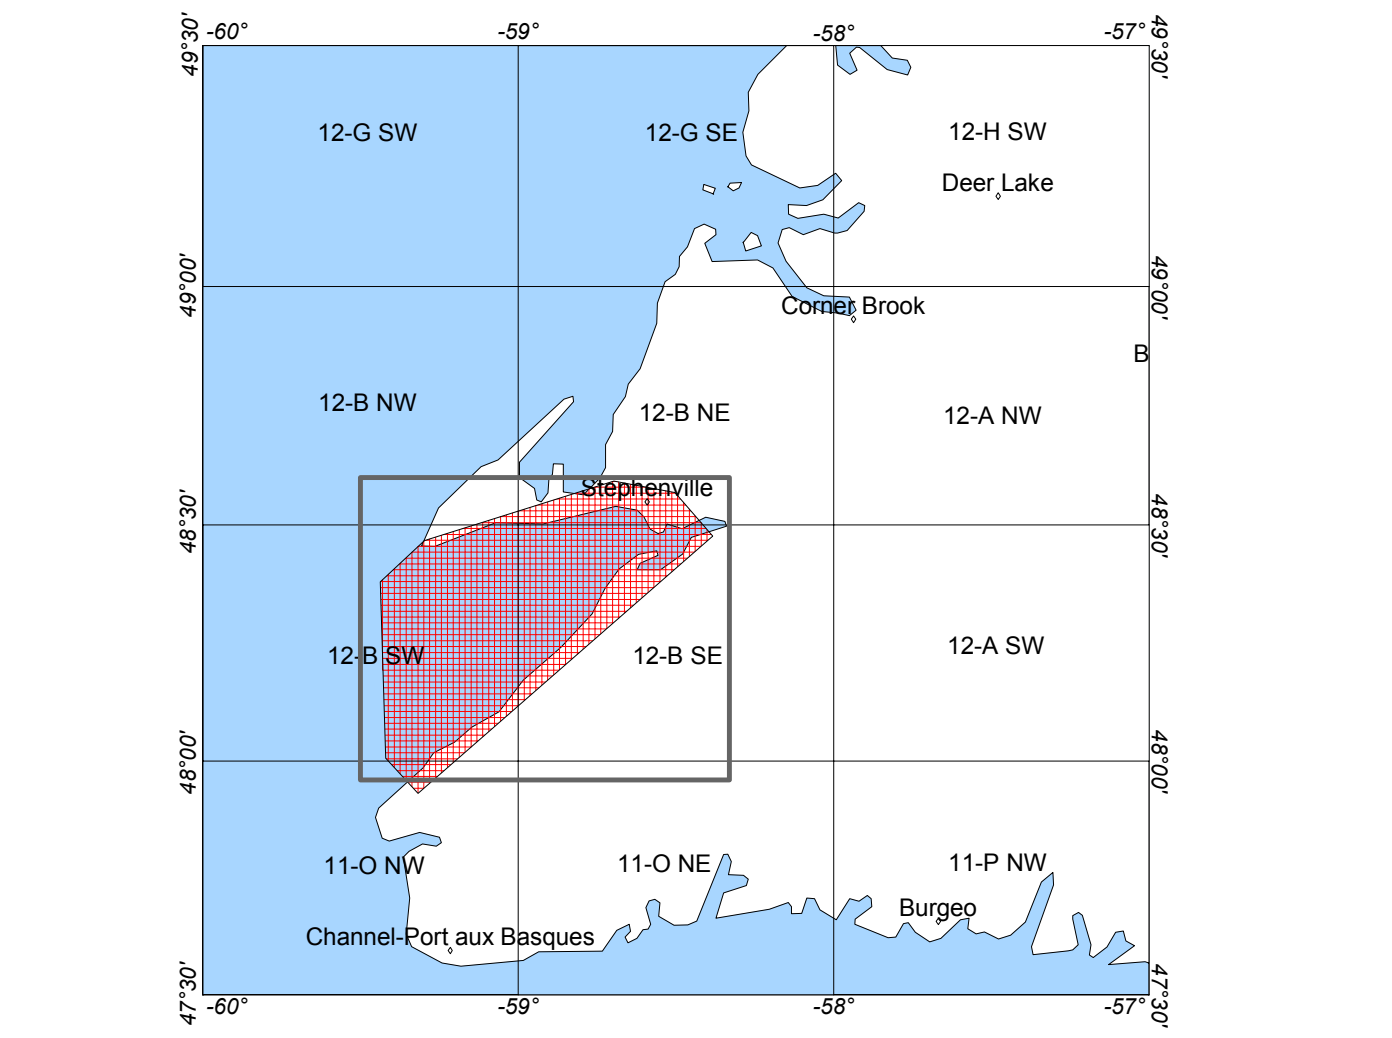 -60° -59° -58° -57°
49°30' 49°30'
12-G SW 12-G SE 12-H SW
Deer Lake
49°00' 49°00'
Corner Brook
B
12-B NW 12-B NE 12-A NW
Stephenville
48°30' 48°30'
12-B SW 12-B SE 12-A SW
48°00' 48°00'
11-O NW 11-O NE 11-P NW
Burgeo
Channel-Port aux Basques
47°30' 47°30'
-60° -59° -58° -57°